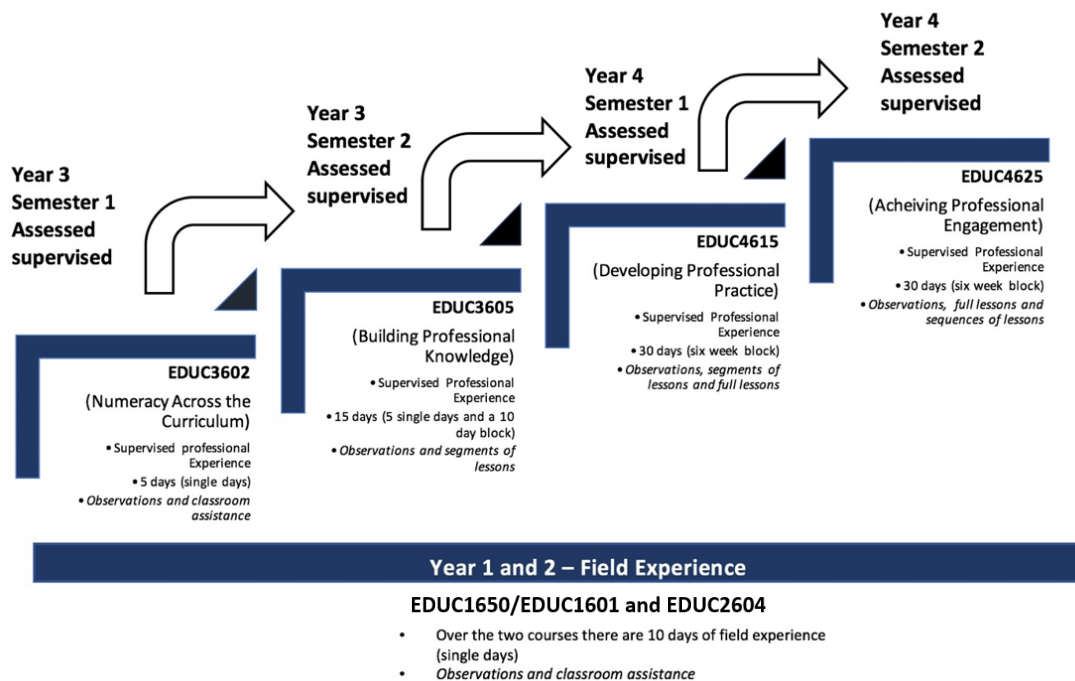 Year 3
Semester 1
Assessed
supervised
Year 3
Semester 2
Assessed
supervised
Year 4
Semester 1
Assessed
supervised
Year 4
Semester 2
Assessed
supervised
EDUC3602
(Numeracy Across the
Curriculum)
• Supervised professional
Experience
• 5 days (single days)
• Observations and classroom
assistance
EDUC3605
(Building Professional
Knowledge)
• Supervised Professional
Experience
• 15 days (5 single days and a 10
day block)
• Observations and segments of
lessons
EDUC4615
(Developing Professional
Practice)
• Supervised Professional
Experience
• 30 days (six week block)
• Observations, segments of
lessons and full lessons
EDUC4625
(Acheiving Professional
Engagement)
• Supervised Professional
Experience
• 30 days (six week block)
• Observations, full lessons and
sequences of lessons
Year 1 and 2 – Field Experience
EDUC1650/EDUC1601 and EDUC2604
• Over the two courses there are 10 days of field experience
(single days)
• Observations and classroom assistance